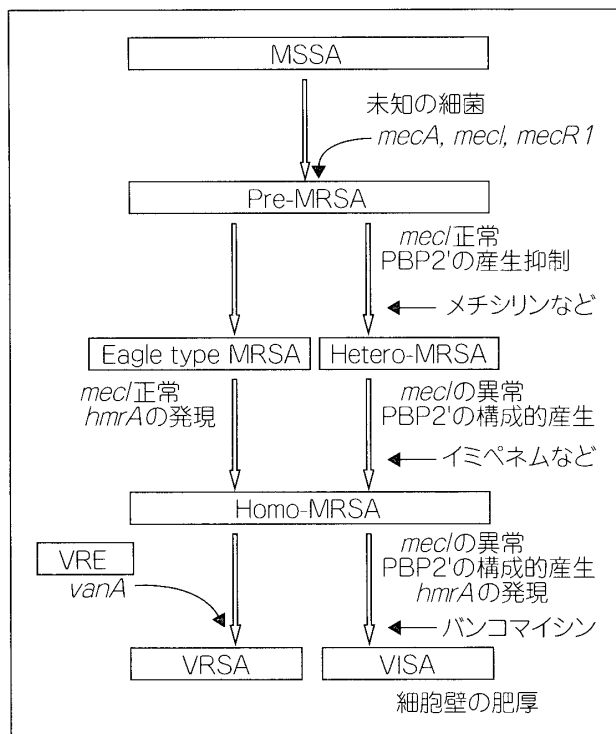 MSSA
未知の細菌
mecA, mecI, mecR1
Pre-MRSA
mecI正常
PBP2'の産生抑制
メチシリンなど
Eagle type MRSA
Hetero-MRSA
mecI正常
hmrAの発現
mecIの異常
PBP2'の構成的産生
イミペネムなど
Homo-MRSA
VRE
vanA
mecIの異常
PBP2'の構成的産生
hmrAの発現
バンコマイシン
VRSA
VISA
細胞壁の肥厚